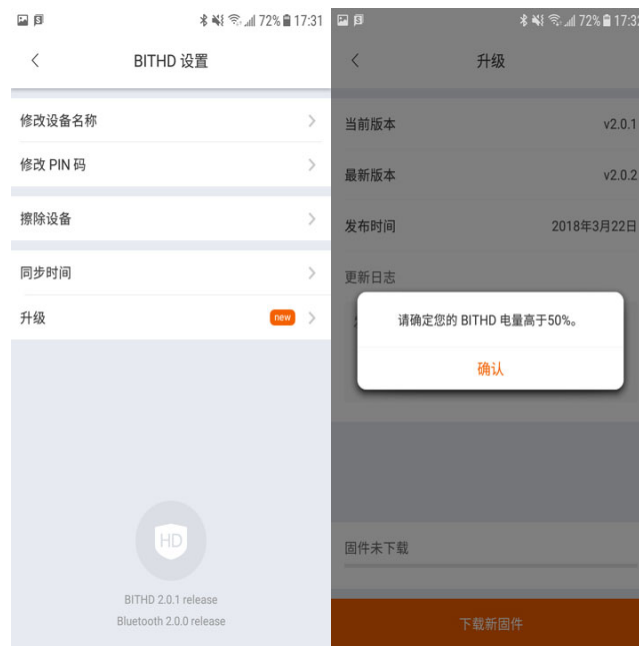 72% 17:31
BITHD 设置
修改设备名称
修改 PIN 码
擦除设备
同步时间
升级 new
HD
BITHD 2.0.1 release
Bluetooth 2.0.0 release
72% 17:32
升级
当前版本 v2.0.1
最新版本 v2.0.2
发布时间 2018年3月22日
更新日志
请确定您的 BITHD 电量高于50%。
确认
固件未下载
下载新固件